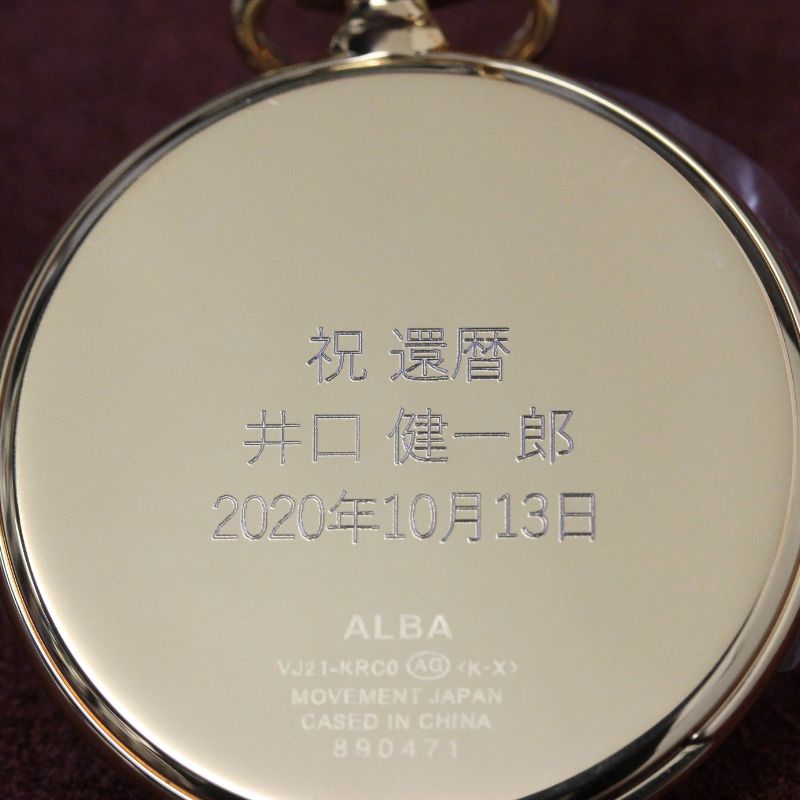 祝 還暦
井口 健一郎
2020年10月13日
ALBA
VJ21-KRC0 AG <K-X>
MOVEMENT JAPAN
CASED IN CHINA
890471